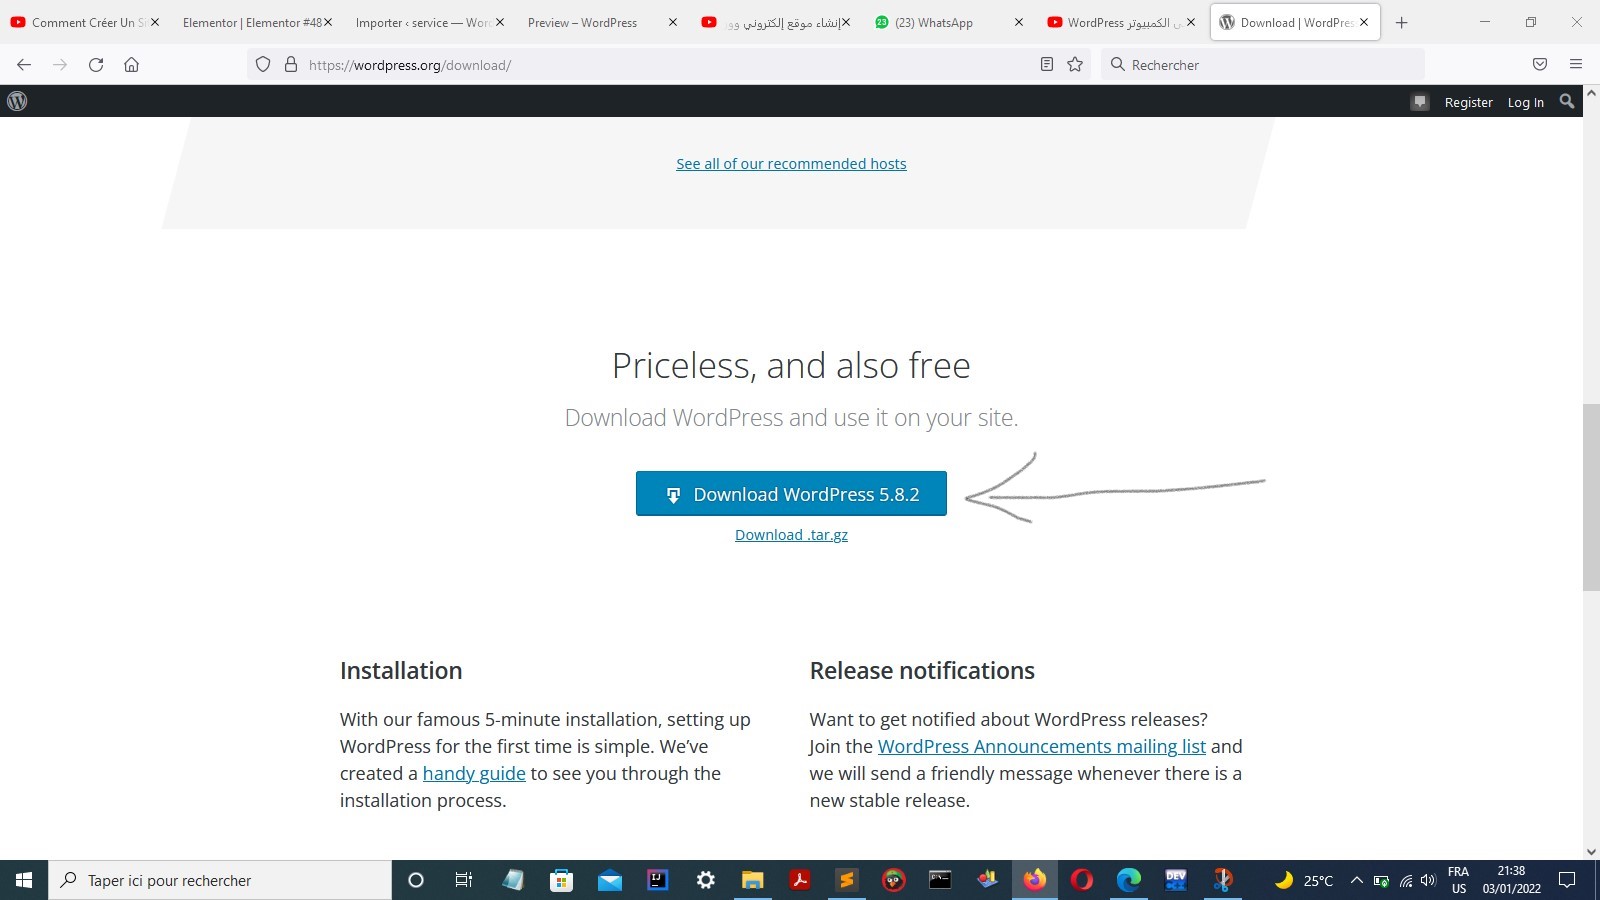 Comment Créer Un Si
Elementor | Elementor #48
Importer ‹ service — Wor
Preview – WordPress
إنشاء موقع إلكتروني وور
(23) WhatsApp
WordPress ى الكمبيوتر
Download | WordPres
https://wordpress.org/download/
Rechercher
Register Log In
See all of our recommended hosts
Priceless, and also free
Download WordPress and use it on your site.
Download WordPress 5.8.2
Download .tar.gz
Installation
With our famous 5-minute installation, setting up
WordPress for the first time is simple. We’ve
created a handy guide to see you through the
installation process.
Release notifications
Want to get notified about WordPress releases?
Join the WordPress Announcements mailing list and
we will send a friendly message whenever there is a
new stable release.
Taper ici pour rechercher
25°C
FRA
US
21:38
03/01/2022